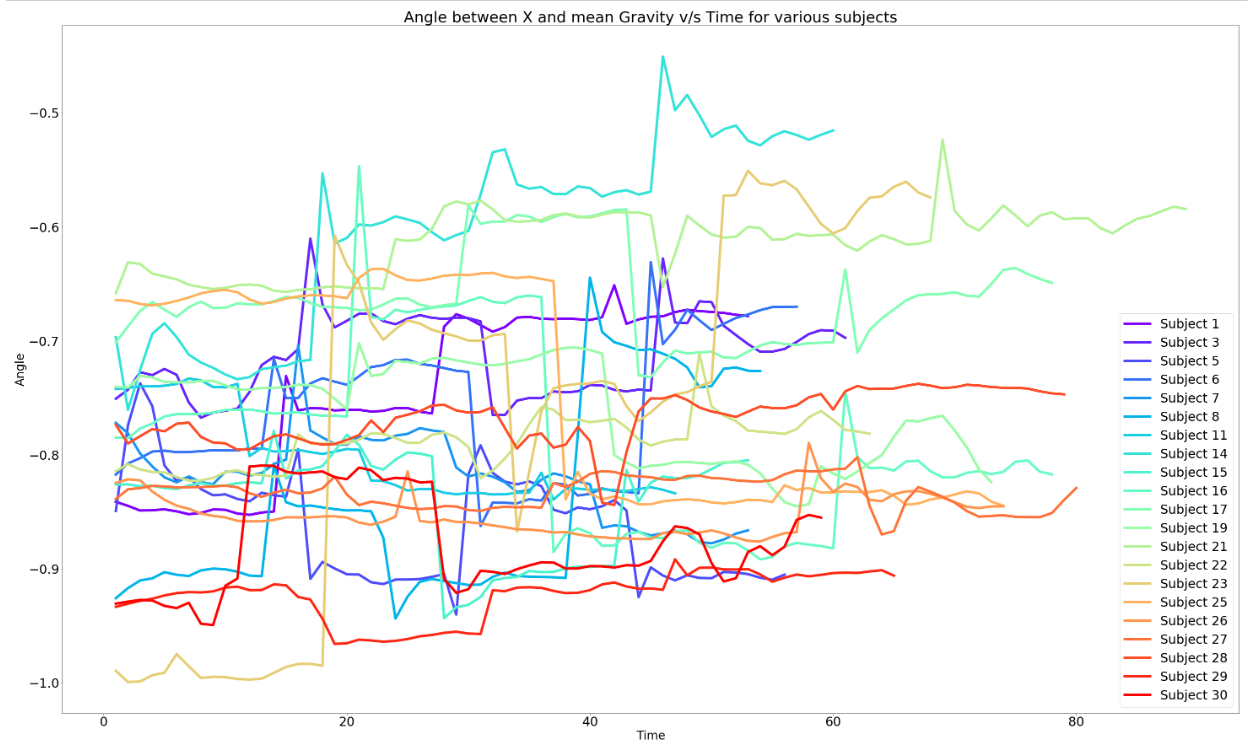 Angle between X and mean Gravity v/s Time for various subjects
−0.5
−0.6
−0.7
−0.8
−0.9
−1.0
Angle
0
20
40
60
80
Time
Subject 1
Subject 3
Subject 5
Subject 6
Subject 7
Subject 8
Subject 11
Subject 14
Subject 15
Subject 16
Subject 17
Subject 19
Subject 21
Subject 22
Subject 23
Subject 25
Subject 26
Subject 27
Subject 28
Subject 29
Subject 30